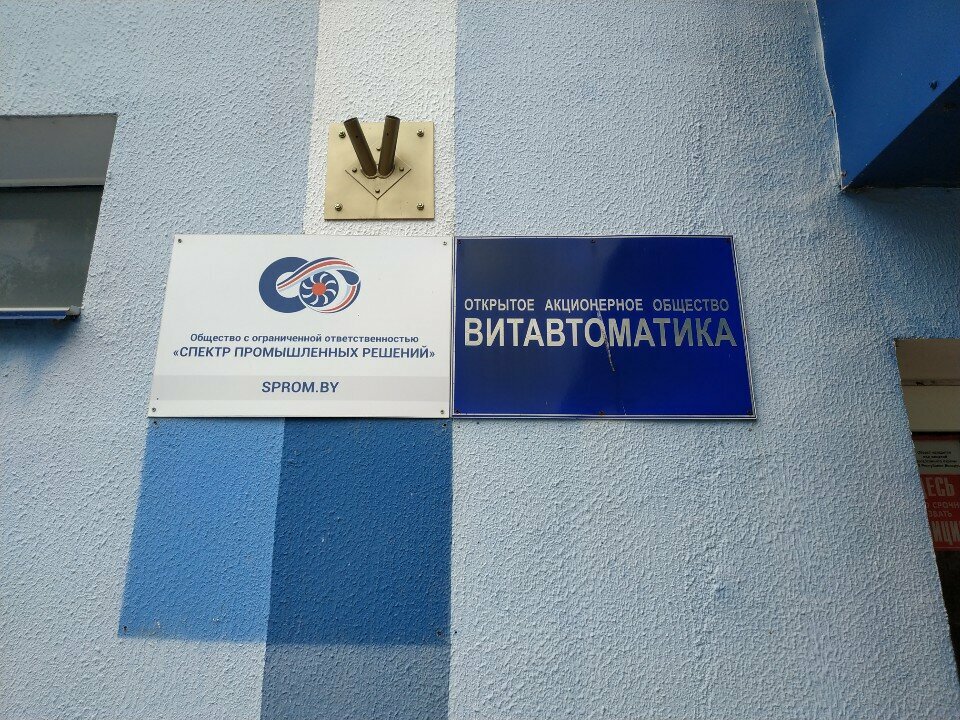 Общество с ограниченной ответственностью
«СПЕКТР ПРОМЫШЛЕННЫХ РЕШЕНИЙ»
SPROM.BY
ОТКРЫТОЕ АКЦИОНЕРНОЕ ОБЩЕСТВО
ВИТАВТОМАТИКА